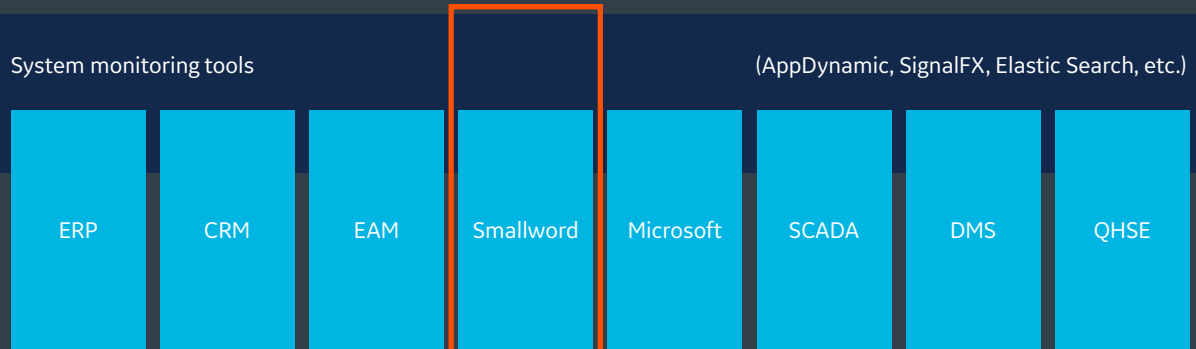 System monitoring tools
(AppDynamic, SignalFX, Elastic Search, etc.)
ERP
CRM
EAM
Smallword
Microsoft
SCADA
DMS
QHSE